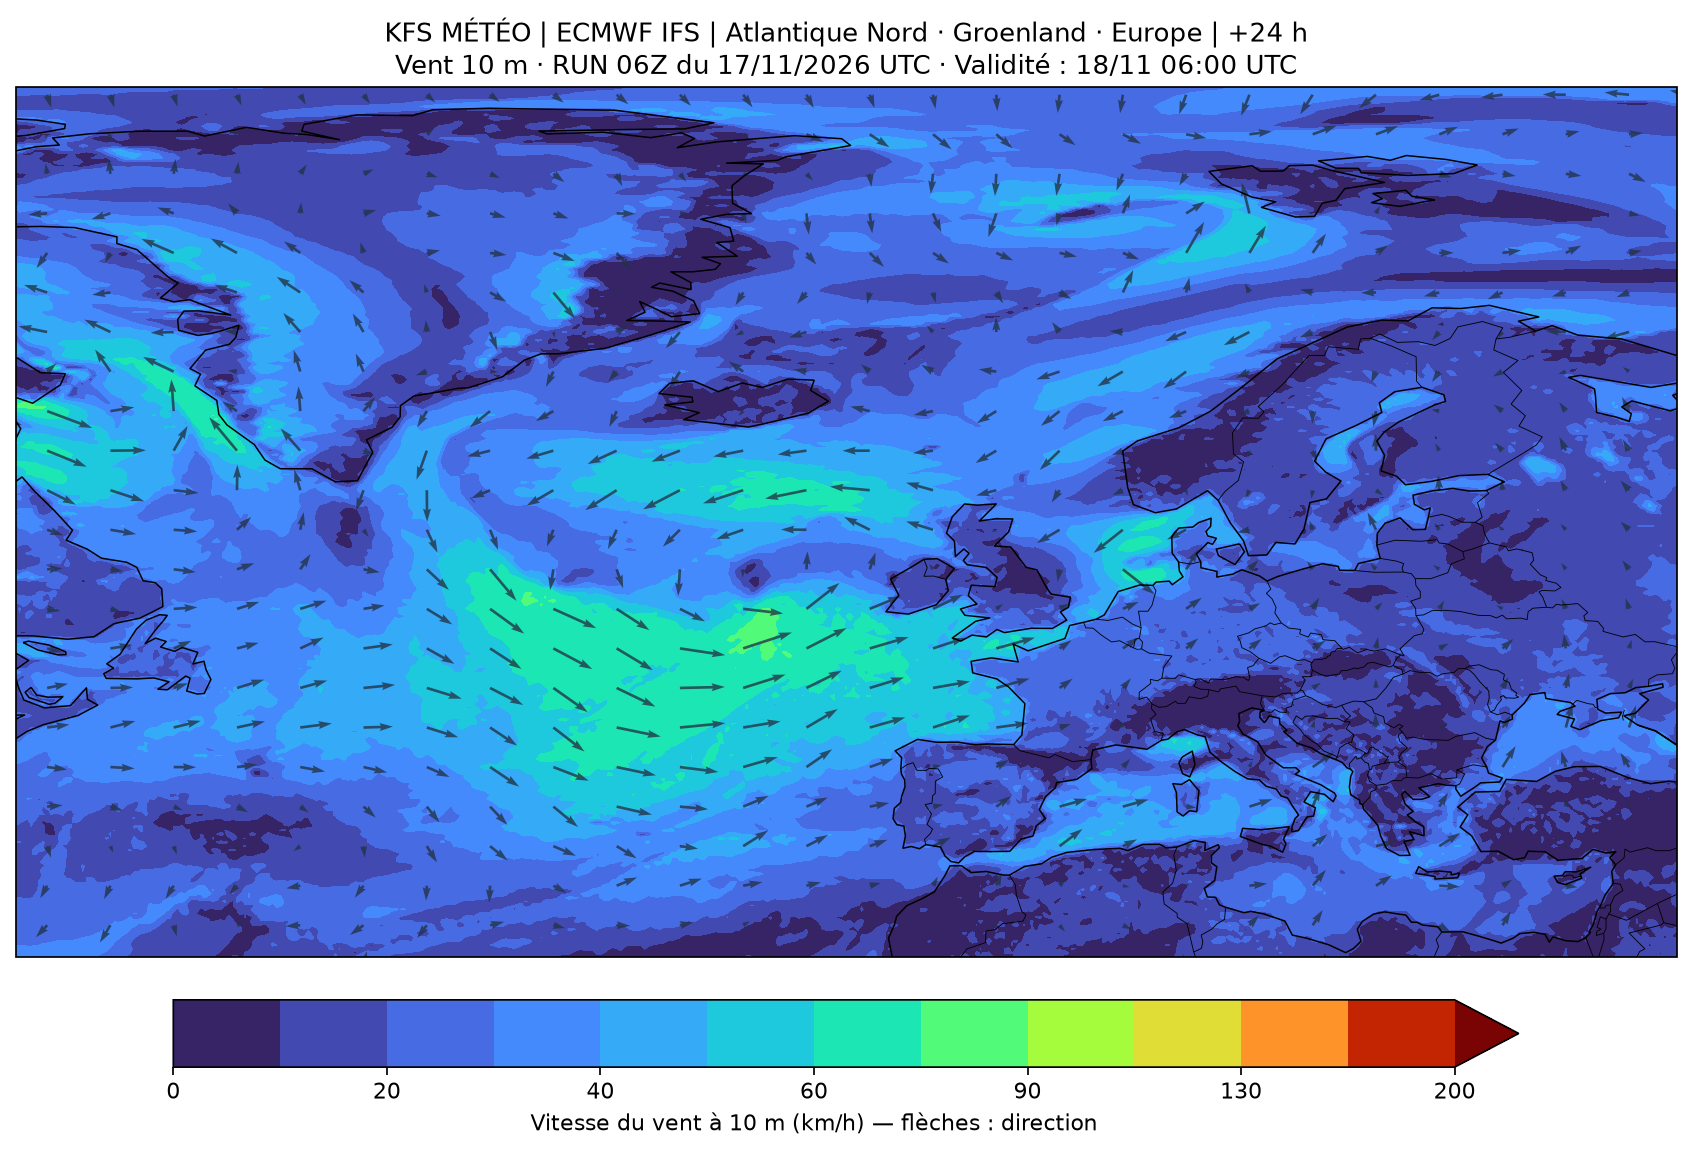 KFS MÉTÉO | ECMWF IFS | Atlantique Nord · Groenland · Europe | +24 h
Vent 10 m · RUN 06Z du 17/11/2026 UTC · Validité : 18/11 06:00 UTC
0 20 40 60 90 130 200
Vitesse du vent à 10 m (km/h) — flèches : direction